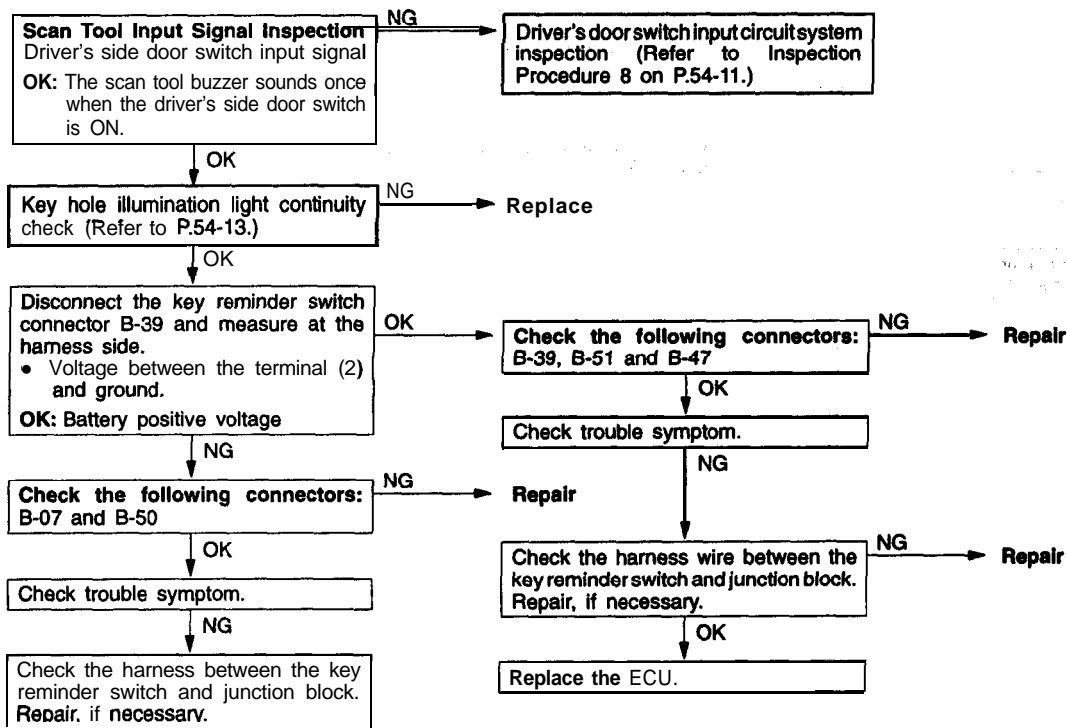 Scan Tool Input Signal Inspection
Driver's side door switch input signal
OK: The scan tool buzzer sounds once
when the driver's side door switch
is ON.
NG
Driver's door switch input circuit system
inspection (Refer to Inspection
Procedure 8 on P.54-11.)
OK
Key hole illumination light continuity
check (Refer to P.54-13.)
NG
Replace
OK
Disconnect the key reminder switch
connector B-39 and measure at the
harness side.
• Voltage between the terminal (2)
and ground.
OK: Battery positive voltage
OK
Check the following connectors:
B-39, B-51 and B-47
NG
Repair
OK
Check trouble symptom.
NG
Check the harness wire between the
key reminder switch and junction block.
Repair, if necessary.
NG
Repair
OK
Replace the ECU.
NG
Check the following connectors:
B-07 and B-50
NG
Repair
OK
Check trouble symptom.
NG
Check the harness between the key
reminder switch and junction block.
Repair, if necessary.